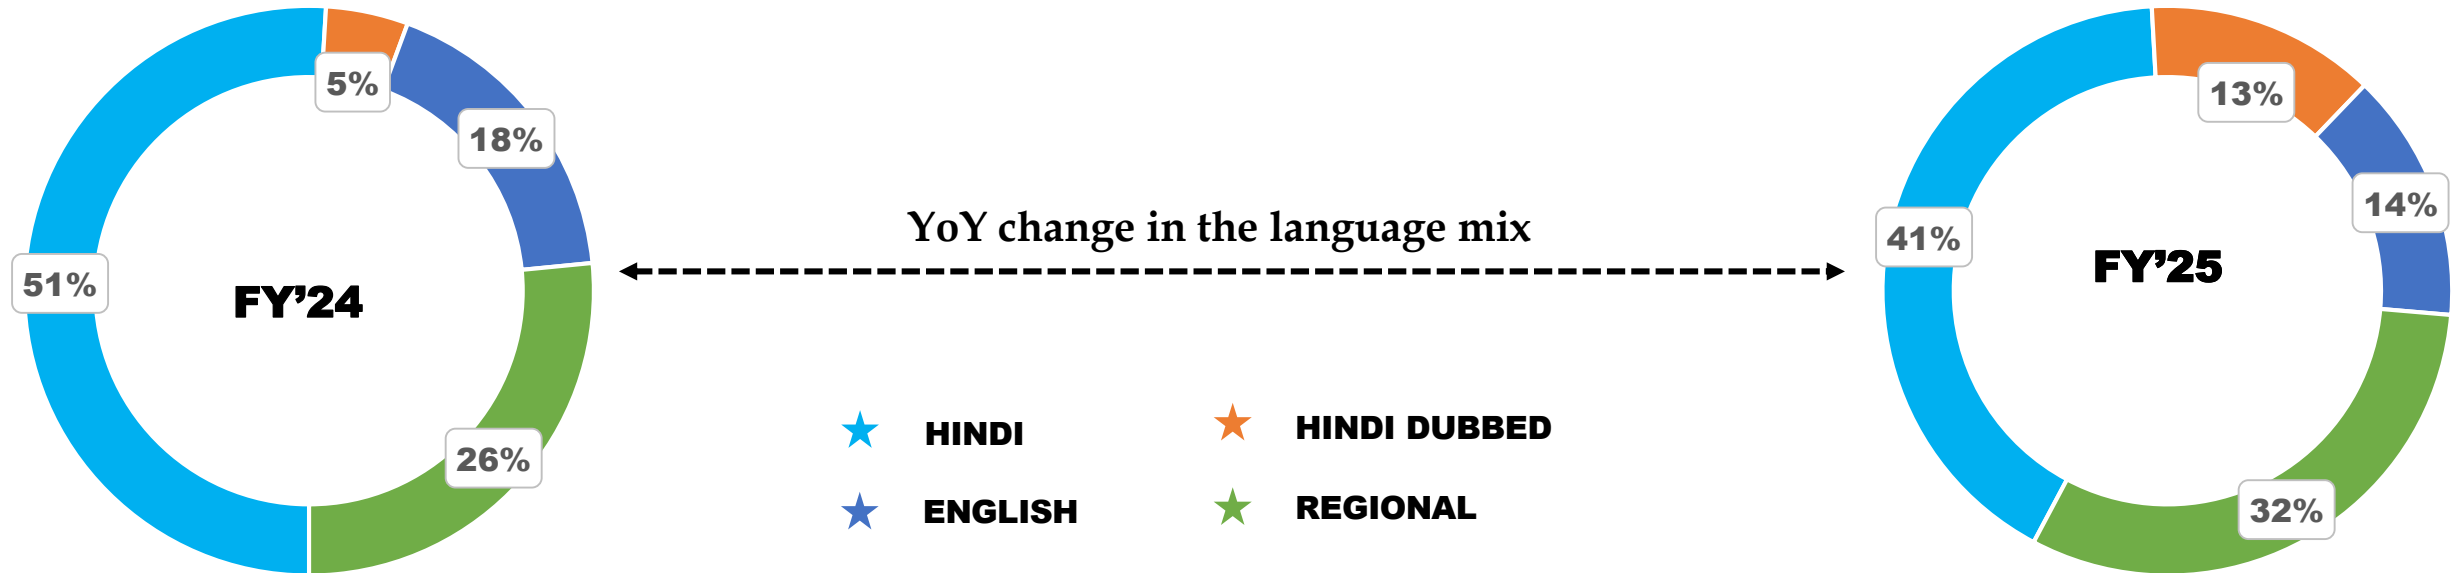 5%
18%
51%
FY’24
26%
YoY change in the language mix
HINDI
HINDI DUBBED
ENGLISH
REGIONAL
13%
14%
41%
FY’25
32%